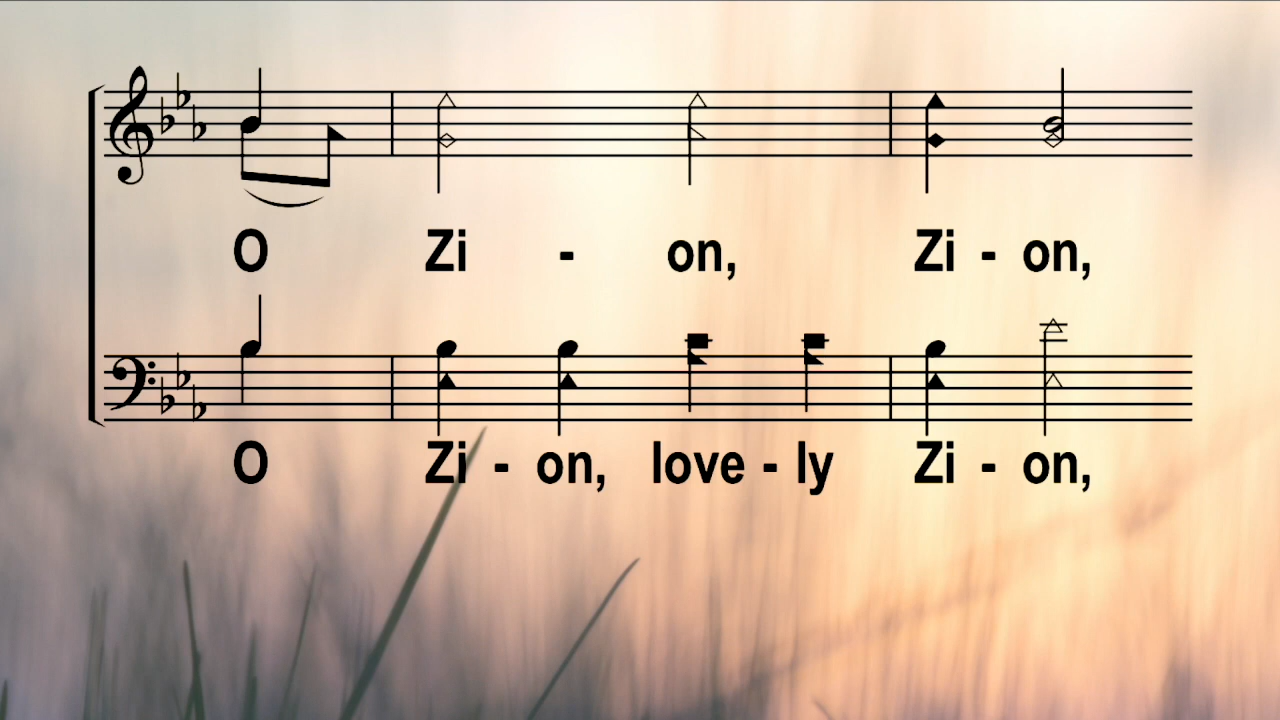 O Zi - on, Zi - on,
O Zi - on, love - ly Zi - on,